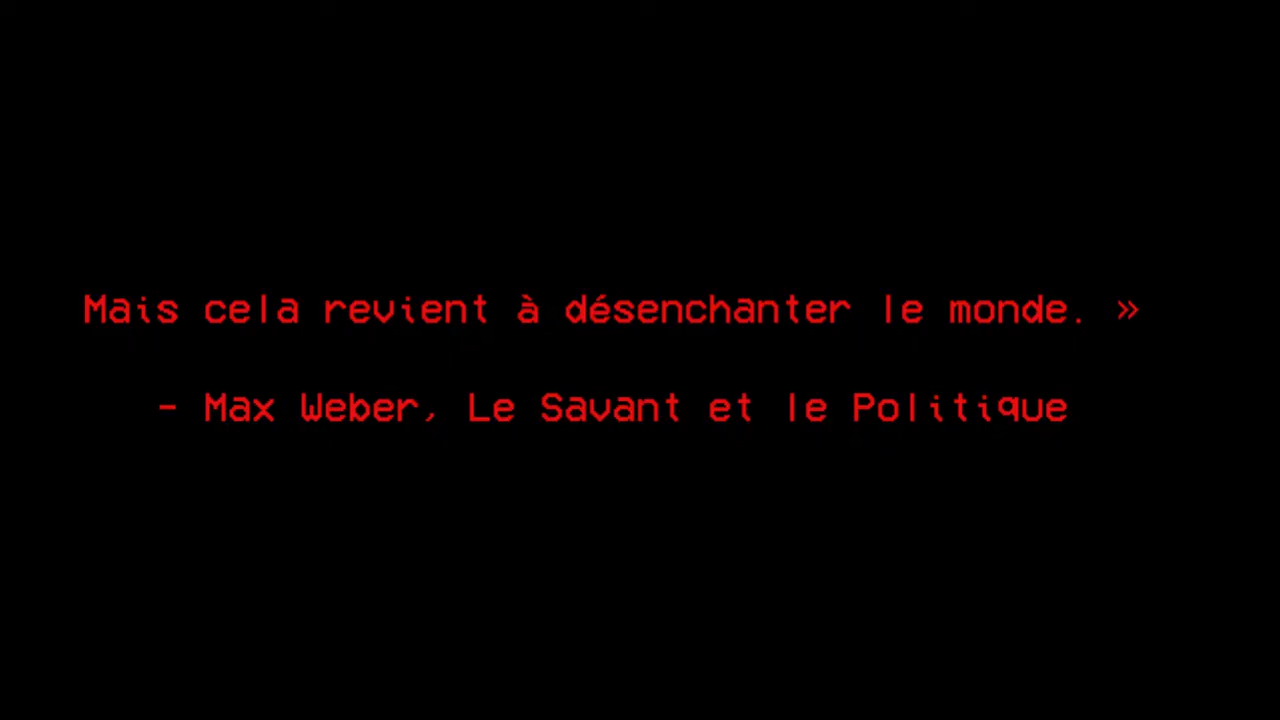 Mais cela revient à désenchanter le monde. »
- Max Weber, Le Savant et le Politique